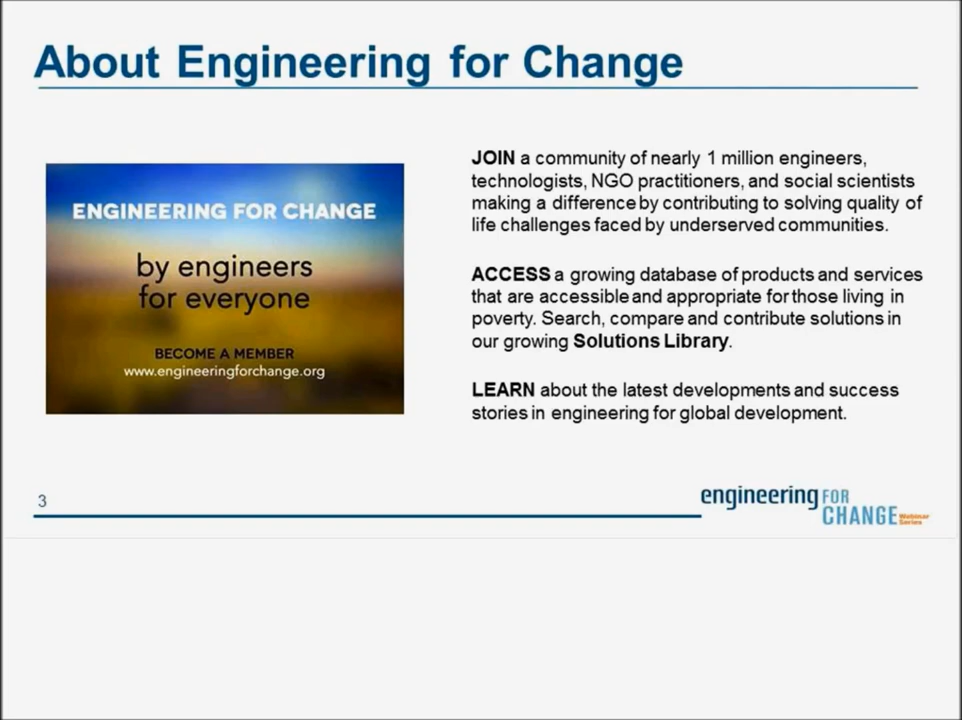 About Engineering for Change
ENGINEERING FOR CHANGE
by engineers
for everyone
BECOME A MEMBER
www.engineeringforchange.org
JOIN a community of nearly 1 million engineers,
technologists, NGO practitioners, and social scientists
making a difference by contributing to solving quality of
life challenges faced by underserved communities.
ACCESS a growing database of products and services
that are accessible and appropriate for those living in
poverty. Search, compare and contribute solutions in
our growing Solutions Library.
LEARN about the latest developments and success
stories in engineering for global development.
3
engineering FOR
CHANGE Webinar
Series